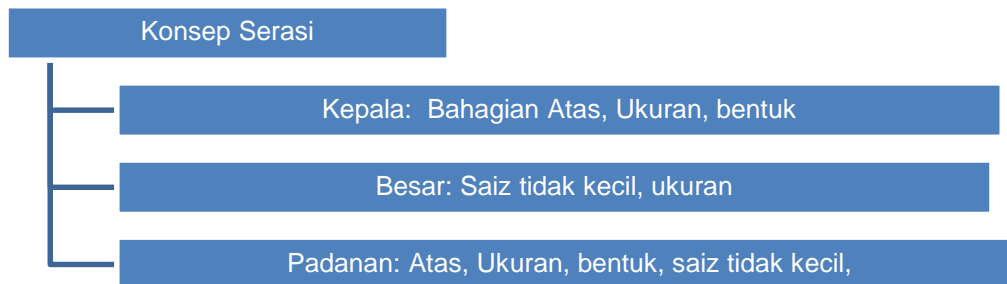 Konsep Serasi
Kepala: Bahagian Atas, Ukuran, bentuk
Besar: Saiz tidak kecil, ukuran
Padanan: Atas, Ukuran, bentuk, saiz tidak kecil,